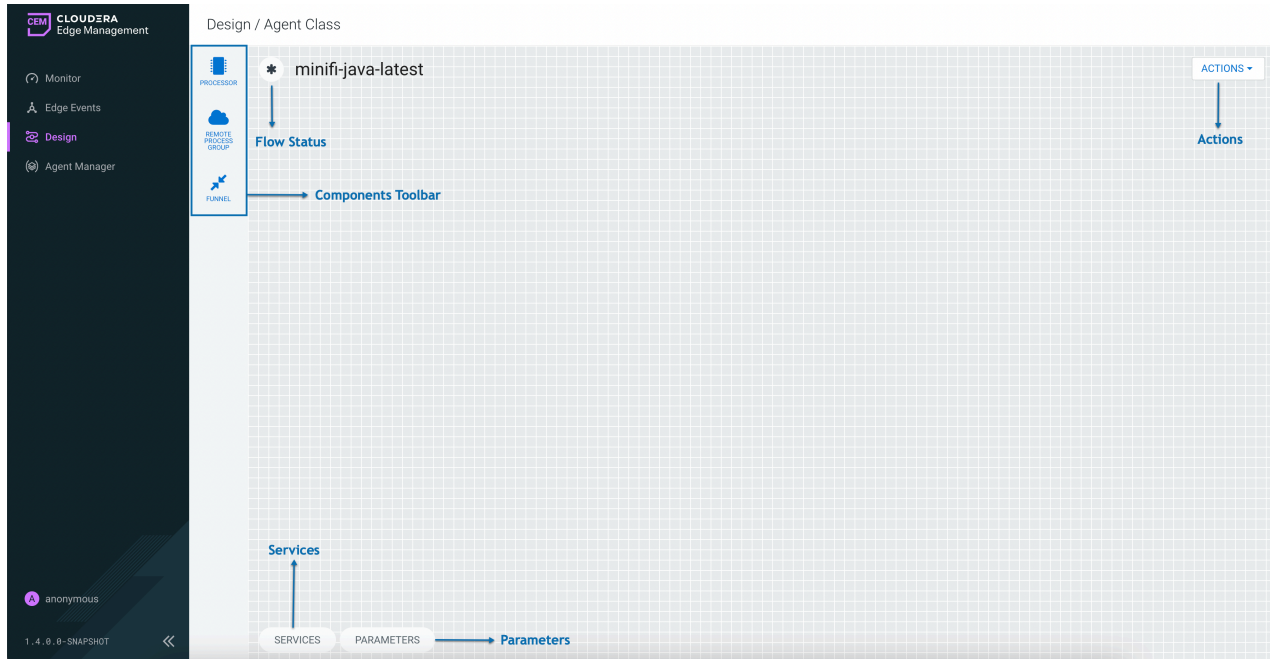 CEM
CLOUDERA
Edge Management
Design / Agent Class
Monitor
Edge Events
Design
Agent Manager
PROCESSOR
REMOTE
PROCESS
GROUP
FUNNEL
minifi-java-latest
ACTIONS
Flow Status
Actions
Components Toolbar
Services
SERVICES
PARAMETERS
Parameters
A anonymous
1.4.0.0-SNAPSHOT